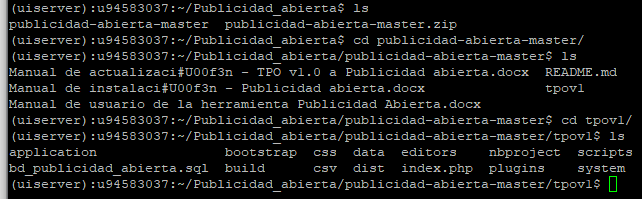 (uiserver):u94583037:~/Publicidad_abierta$ ls
publicidad-abierta-master  publicidad-abierta-master.zip
(uiserver):u94583037:~/Publicidad_abierta$ cd publicidad-abierta-master/
(uiserver):u94583037:~/Publicidad_abierta/publicidad-abierta-master$ ls
Manual de actualizaci#U00f3n - TPO v1.0 a Publicidad abierta.docx  README.md
Manual de instalaci#U00f3n - Publicidad abierta.docx               tpov1
Manual de usuario de la herramienta Publicidad Abierta.docx
(uiserver):u94583037:~/Publicidad_abierta/publicidad-abierta-master$ cd tpov1/
(uiserver):u94583037:~/Publicidad_abierta/publicidad-abierta-master/tpov1$ ls
application                bootstrap  css  data  editors    nbproject  scripts
bd_publicidad_abierta.sql  build      csv  dist  index.php  plugins    system
(uiserver):u94583037:~/Publicidad_abierta/publicidad-abierta-master/tpov1$